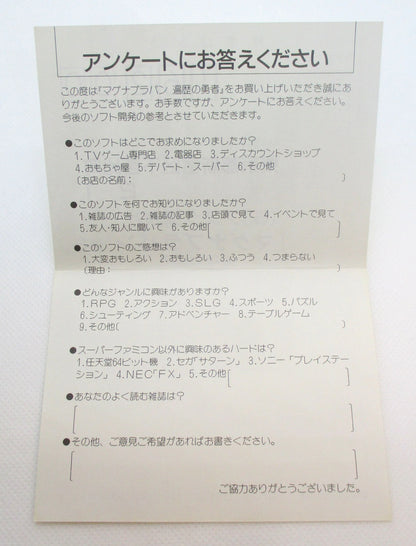 アンケートにお答えください
この度は「マグナブラバン 遍歴の勇者」をお買い上げいただき誠にあ
りがとうございます。お手数ですが、アンケートにお答えください。
今後のソフト開発の参考とさせていただきます。
●このソフトはどこでお求めになりましたか?
1.TVゲーム専門店 2.電器店 3.ディスカウントショップ
4.おもちゃ屋 5.デパート・スーパー 6.その他
(お店の名前: )
●このソフトを何でお知りになりましたか?
1.雑誌の広告 2.雑誌の記事 3.店頭で見て 4.イベントで見て
5.友人・知人に聞いて 6.その他[ ]
●このソフトのご感想は?
1.大変おもしろい 2.おもしろい 3.ふつう 4.つまらない
(理由: )
●どんなジャンルに興味がありますか?
1.RPG 2.アクション 3.SLG 4.スポーツ 5.パズル
6.シューティング 7.アドベンチャー 8.テーブルゲーム
9.その他( )
●スーパーファミコン以外に興味のあるハードは?
1.任天堂64ビット機 2.セガ「サターン」 3.ソニー「プレイステー
ション」 4.NEC「FX」 5.その他[ ]
●あなたのよく読む雑誌は?
[ ]
●その他、ご意見ご希望があればお書きください。
[ ]
ご協力ありがとうございました。